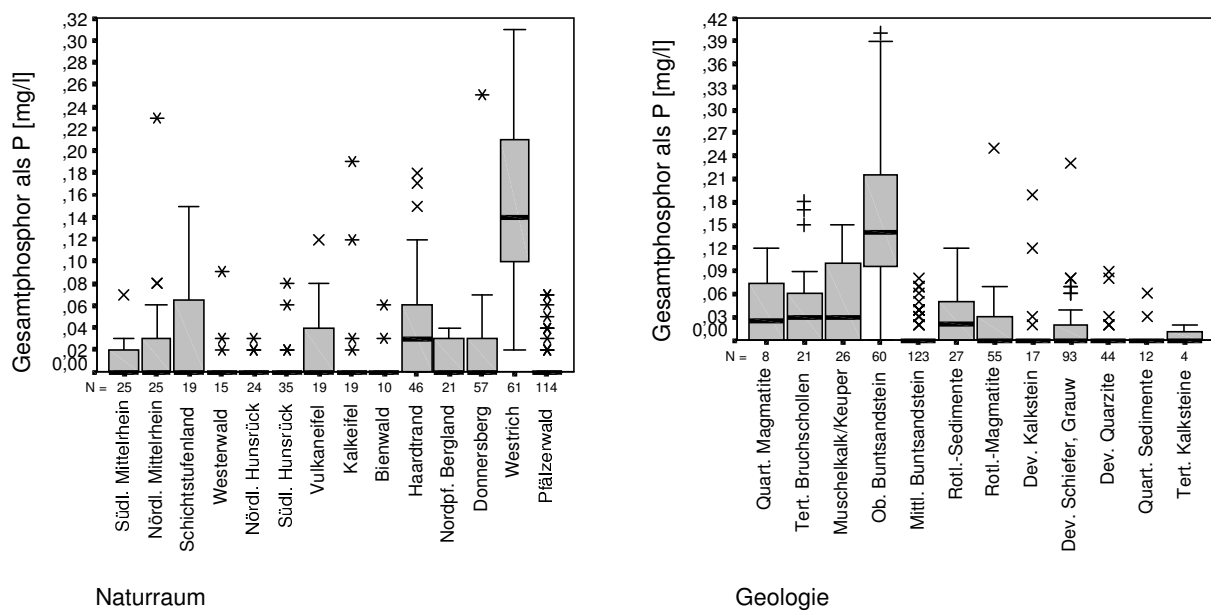 Gesamtphosphor als P [mg/l]
,32
,30
,28
,26
,24
,22
,20
,18
,16
,14
,12
,10
,08
,06
,04
,02
0,00
N = 25 25 19 15 24 35 19 19 10 46 21 57 61 114
Südl. Mittelrhein
Nördl. Mittelrhein
Schichtstufenland
Westerwald
Nördl. Hunsrück
Südl. Hunsrück
Vulkaneifel
Kalkeifel
Bienwald
Haardtrand
Nordpf. Bergland
Donnersberg
Westrich
Pfälzerwald
Naturraum
Gesamtphosphor als P [mg/l]
,42
,39
,36
,33
,30
,27
,24
,21
,18
,15
,12
,09
,06
,03
0,00
N = 8 21 26 60 123 27 55 17 93 44 12 4
Quart. Magmatite
Tert. Bruchschollen
Muschelkalk/Keuper
Ob. Buntsandstein
Mittl. Buntsandstein
Rotl.-Sedimente
Rotl.-Magmatite
Dev. Kalkstein
Dev. Schiefer, Grauw
Dev. Quarzite
Quart. Sedimente
Tert. Kalksteine
Geologie